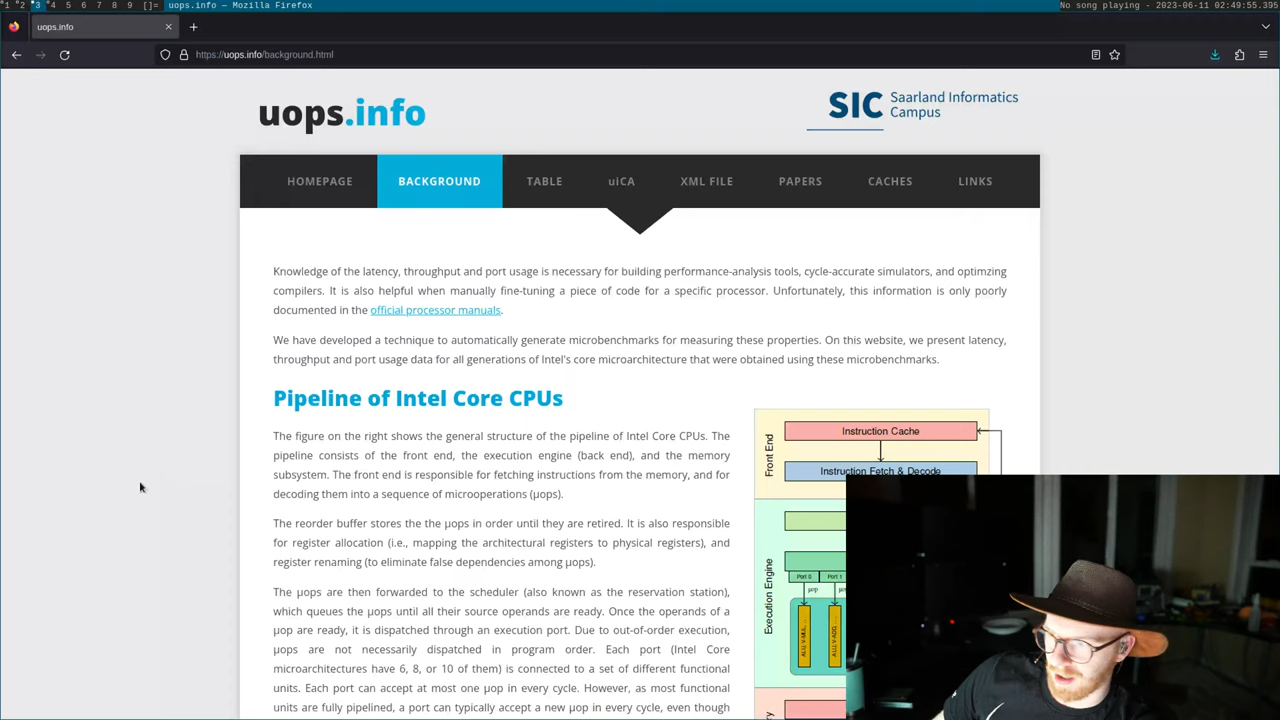 1 2 3 4 5 6 7 8 9 []= uops.info — Mozilla Firefox No song playing - 2023-06-11 02:49:55.395
uops.info
https://uops.info/background.html
uops.info
SIC Saarland Informatics
Campus
HOMEPAGE BACKGROUND TABLE uiCA XML FILE PAPERS CACHES LINKS
Knowledge of the latency, throughput and port usage is necessary for building performance-analysis tools, cycle-accurate simulators, and optimzing
compilers. It is also helpful when manually fine-tuning a piece of code for a specific processor. Unfortunately, this information is only poorly
documented in the official processor manuals.
We have developed a technique to automatically generate microbenchmarks for measuring these properties. On this website, we present latency,
throughput and port usage data for all generations of Intel's core microarchitecture that were obtained using these microbenchmarks.
Pipeline of Intel Core CPUs
The figure on the right shows the general structure of the pipeline of Intel Core CPUs. The
pipeline consists of the front end, the execution engine (back end), and the memory
subsystem. The front end is responsible for fetching instructions from the memory, and for
decoding them into a sequence of microoperations (μops).
The reorder buffer stores the the μops in order until they are retired. It is also responsible
for register allocation (i.e., mapping the architectural registers to physical registers), and
register renaming (to eliminate false dependencies among μops).
The μops are then forwarded to the scheduler (also known as the reservation station),
which queues the μops until all their source operands are ready. Once the operands of a
μop are ready, it is dispatched through an execution port. Due to out-of-order execution,
μops are not necessarily dispatched in program order. Each port (Intel Core
microarchitectures have 6, 8, or 10 of them) is connected to a set of different functional
units. Each port can accept at most one μop in every cycle. However, as most functional
units are fully pipelined, a port can typically accept a new μop in every cycle, even though
Front End
Instruction Cache
Instruction Fetch & Decode
Execution Engine
Port 0 Port 1
μop
ALU, V-MUL, ...
ALU, V-ADD, ...